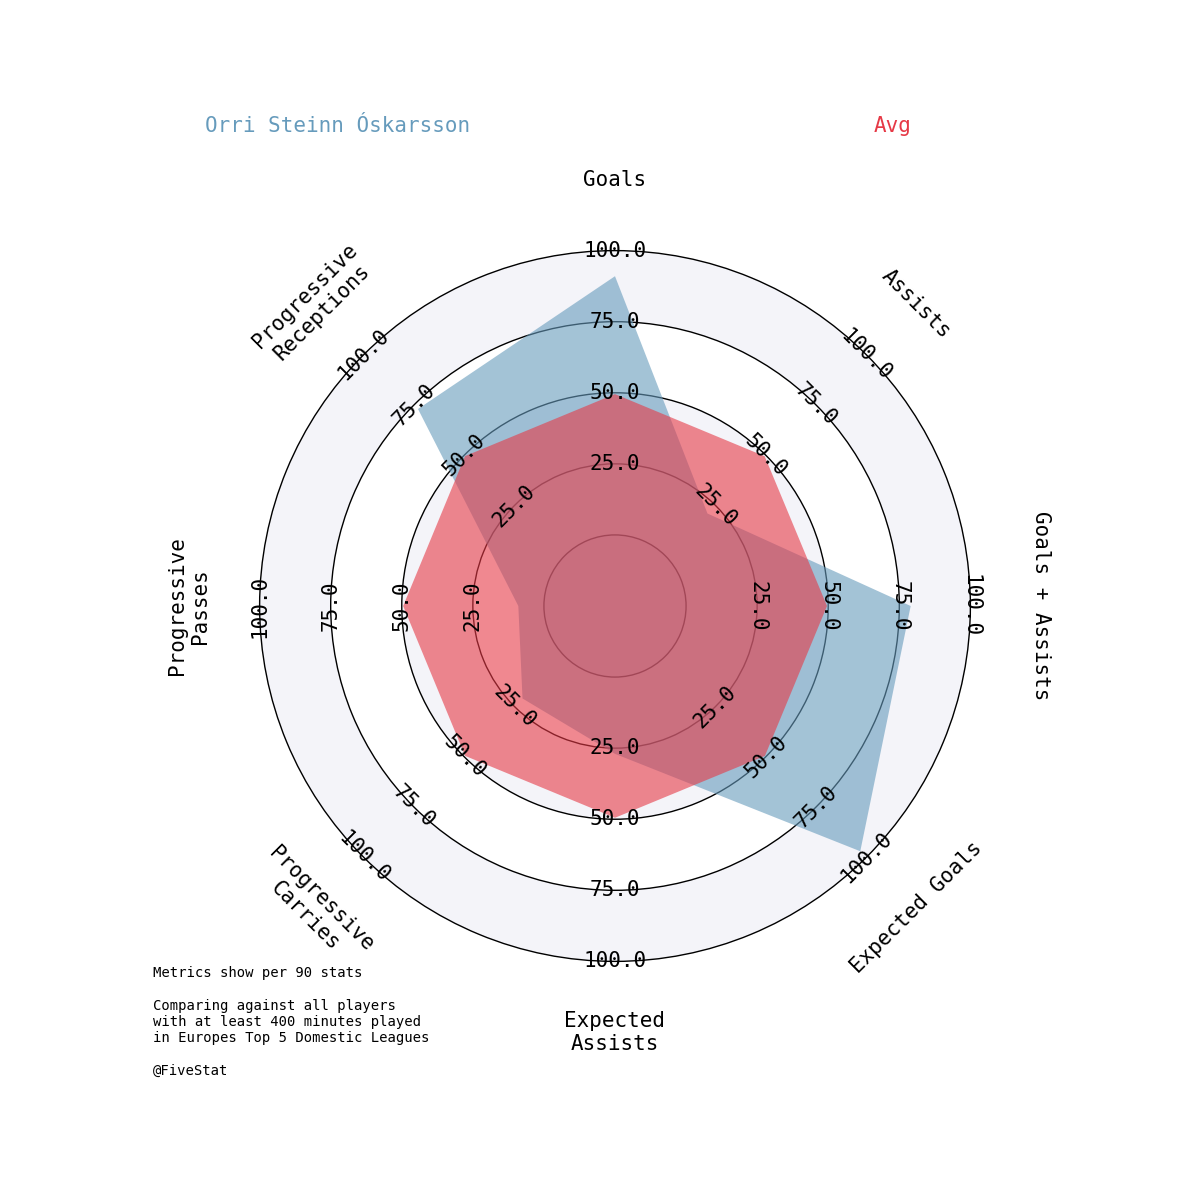 Orri Steinn Óskarsson
Avg
Goals
100.0
75.0
50.0
25.0
Assists
100.0
75.0
50.0
25.0
Goals + Assists
100.0
75.0
50.0
25.0
Expected Goals
100.0
75.0
50.0
25.0
Expected
Assists
100.0
75.0
50.0
25.0
Progressive
Carries
100.0
75.0
50.0
25.0
Progressive
Passes
100.0
75.0
50.0
25.0
Progressive
Receptions
100.0
75.0
50.0
25.0
Metrics show per 90 stats
Comparing against all players
with at least 400 minutes played
in Europes Top 5 Domestic Leagues
@FiveStat